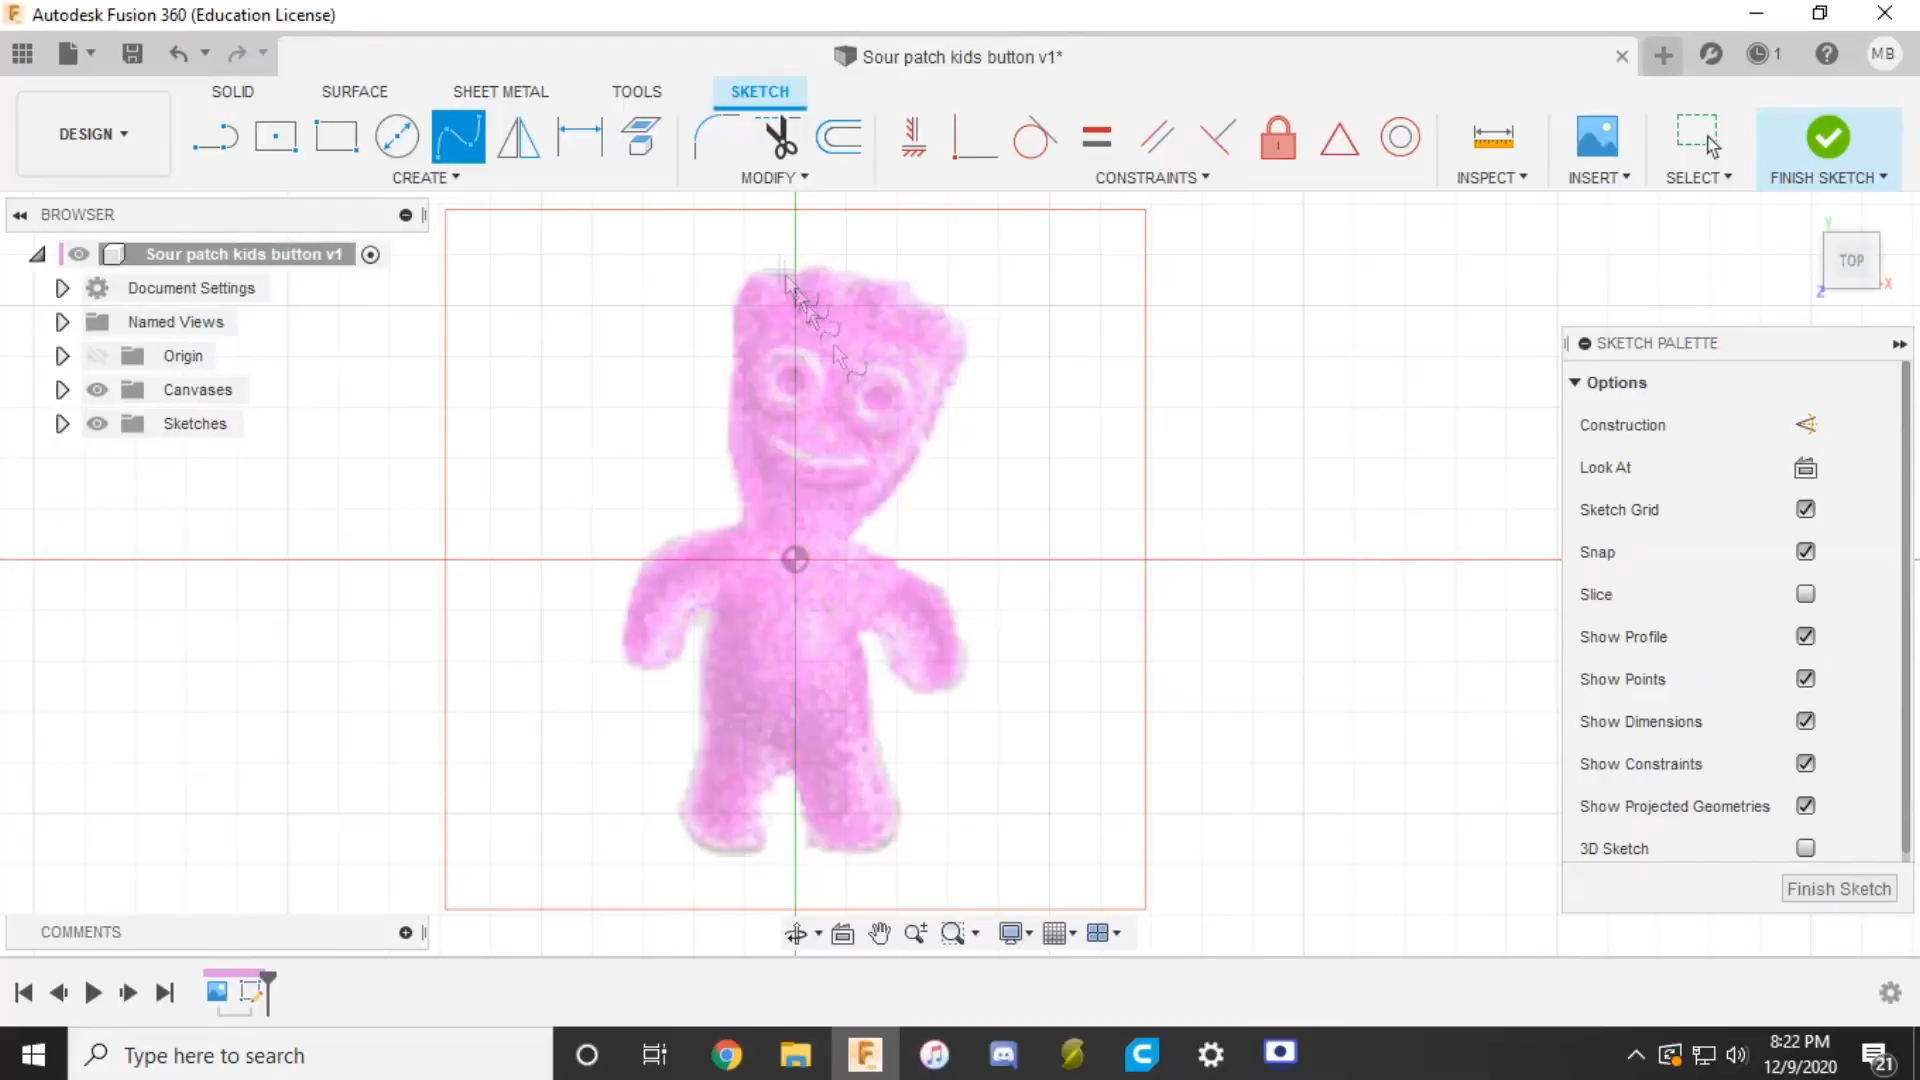 Autodesk Fusion 360 (Education License)
Sour patch kids button v1*
1
MB
SOLID
SURFACE
SHEET METAL
TOOLS
SKETCH
DESIGN
CREATE
MODIFY
CONSTRAINTS
INSPECT
INSERT
SELECT
FINISH SKETCH
BROWSER
Sour patch kids button v1
Document Settings
Named Views
Origin
Canvases
Sketches
TOP
Y
X
Z
SKETCH PALETTE
Options
Construction
Look At
Sketch Grid
Snap
Slice
Show Profile
Show Points
Show Dimensions
Show Constraints
Show Projected Geometries
3D Sketch
Finish Sketch
COMMENTS
Type here to search
8:22 PM
12/9/2020
21